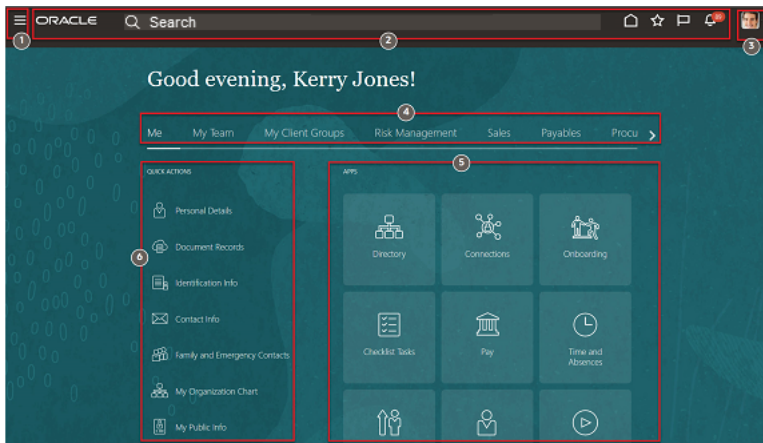 ORACLE Search
1
2
3
Good evening, Kerry Jones!
4
Me My Team My Client Groups Risk Management Sales Payables Procu
5
QUICK ACTIONS
APPS
Personal Details
Directory Connections Onboarding
Document Records
6
Identification Info
Contact Info
Checklist Tasks Pay Time and
Absences
Family and Emergency Contacts
My Organization Chart
My Public Info